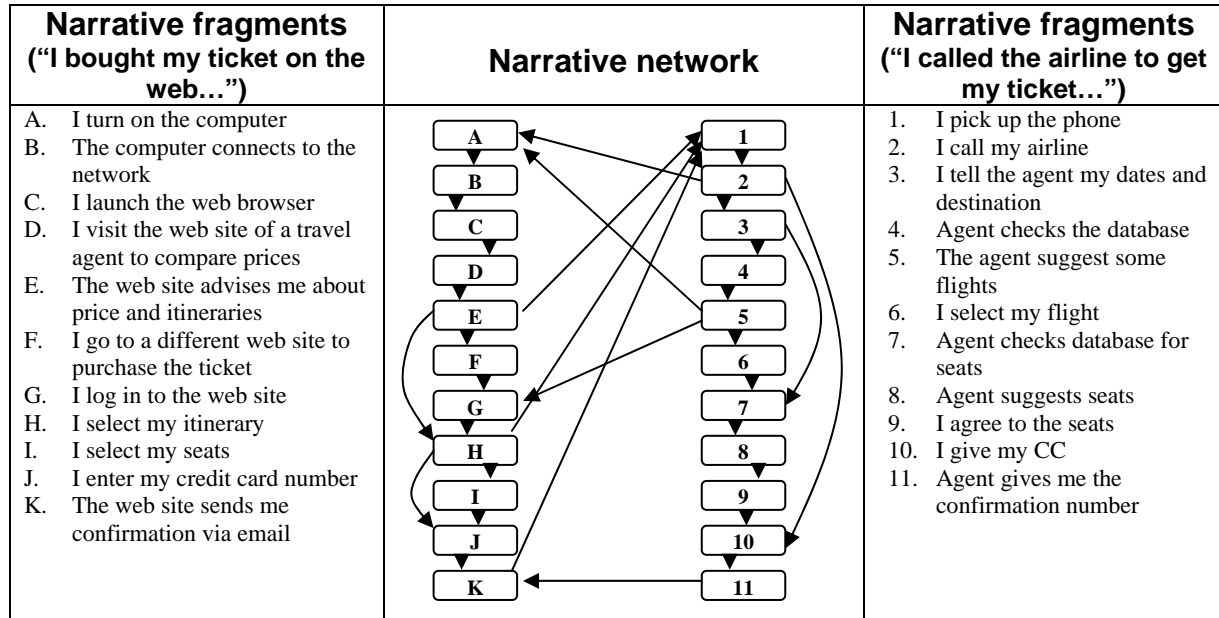 Narrative fragments
(“I bought my ticket on the
web…”)
Narrative network
Narrative fragments
(“I called the airline to get
my ticket…”)
A. I turn on the computer
B. The computer connects to the
network
C. I launch the web browser
D. I visit the web site of a travel
agent to compare prices
E. The web site advises me about
price and itineraries
F. I go to a different web site to
purchase the ticket
G. I log in to the web site
H. I select my itinerary
I. I select my seats
J. I enter my credit card number
K. The web site sends me
confirmation via email
A
B
C
D
E
F
G
H
I
J
K
1
2
3
4
5
6
7
8
9
10
11
1. I pick up the phone
2. I call my airline
3. I tell the agent my dates and
destination
4. Agent checks the database
5. The agent suggest some
flights
6. I select my flight
7. Agent checks database for
seats
8. Agent suggests seats
9. I agree to the seats
10. I give my CC
11. Agent gives me the
confirmation number